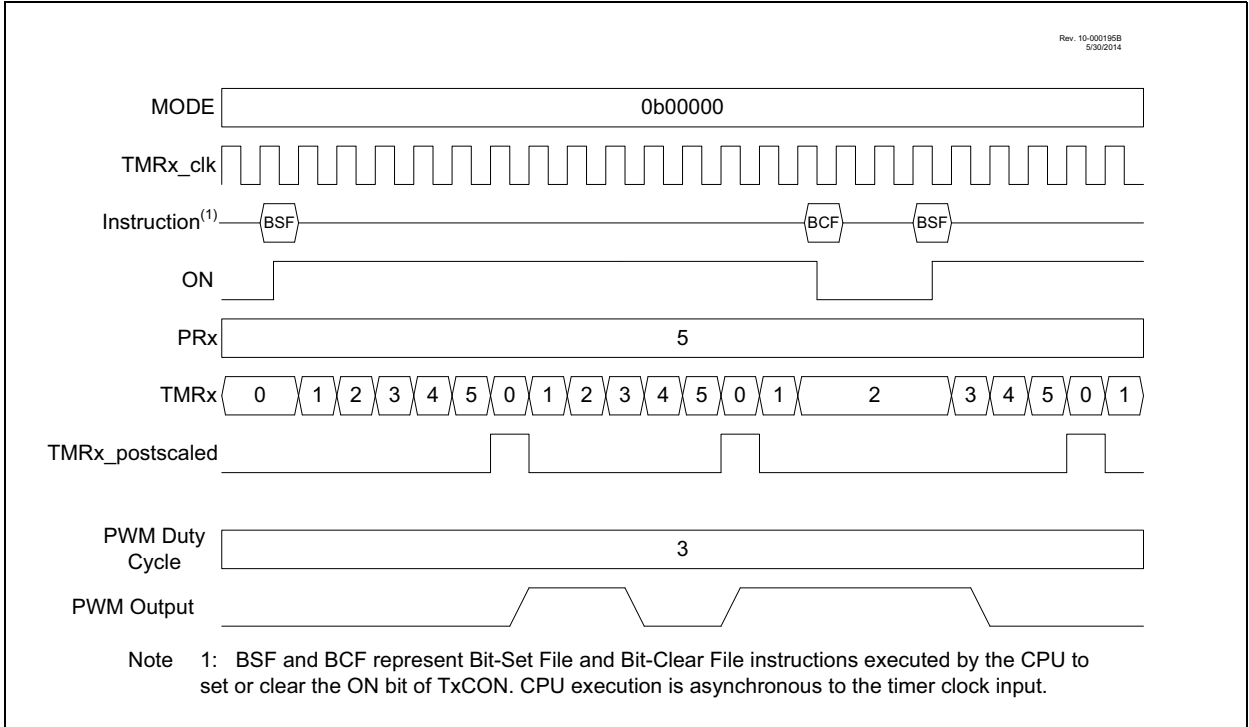 Rev. 10-000195B
5/30/2014
MODE 0b00000
TMRx_clk
Instruction(1) BSF BCF BSF
ON
PRx 5
TMRx 0 1 2 3 4 5 0 1 2 3 4 5 0 1 2 3 4 5 0 1
TMRx_postscaled
PWM Duty
Cycle 3
PWM Output
Note 1: BSF and BCF represent Bit-Set File and Bit-Clear File instructions executed by the CPU to
set or clear the ON bit of TxCON. CPU execution is asynchronous to the timer clock input.